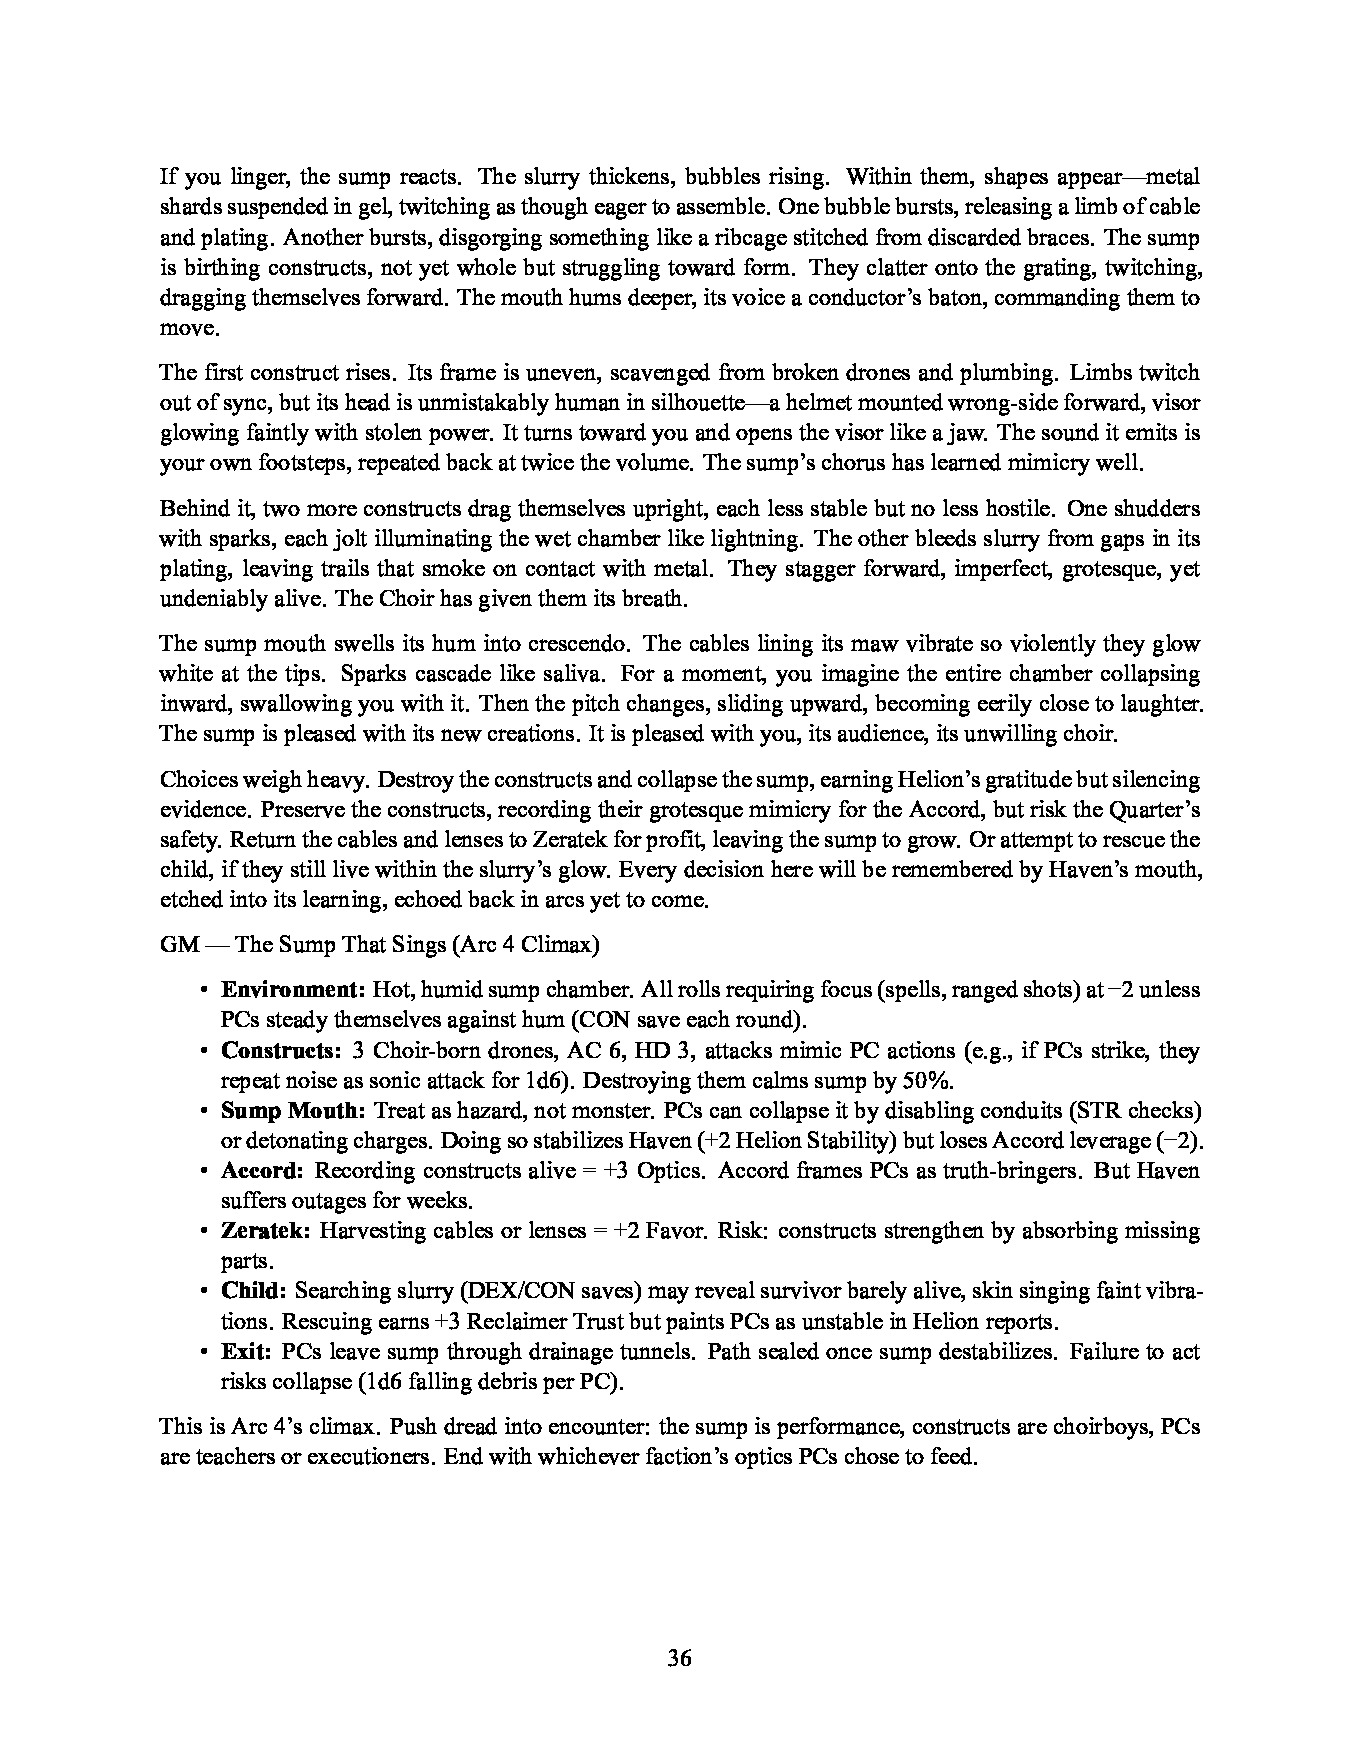 If you linger, the sump reacts. The slurry thickens, bubbles rising. Within them, shapes appear—metal
shards suspended in gel, twitching as though eager to assemble. One bubble bursts, releasing a limb of cable
and plating. Another bursts, disgorging something like a ribcage stitched from discarded braces. The sump
is birthing constructs, not yet whole but struggling toward form. They clatter onto the grating, twitching,
dragging themselves forward. The mouth hums deeper, its voice a conductor’s baton, commanding them to
move.
The first construct rises. Its frame is uneven, scavenged from broken drones and plumbing. Limbs twitch
out of sync, but its head is unmistakably human in silhouette—a helmet mounted wrong-side forward, visor
glowing faintly with stolen power. It turns toward you and opens the visor like a jaw. The sound it emits is
your own footsteps, repeated back at twice the volume. The sump’s chorus has learned mimicry well.
Behind it, two more constructs drag themselves upright, each less stable but no less hostile. One shudders
with sparks, each jolt illuminating the wet chamber like lightning. The other bleeds slurry from gaps in its
plating, leaving trails that smoke on contact with metal. They stagger forward, imperfect, grotesque, yet
undeniably alive. The Choir has given them its breath.
The sump mouth swells its hum into crescendo. The cables lining its maw vibrate so violently they glow
white at the tips. Sparks cascade like saliva. For a moment, you imagine the entire chamber collapsing
inward, swallowing you with it. Then the pitch changes, sliding upward, becoming eerily close to laughter.
The sump is pleased with its new creations. It is pleased with you, its audience, its unwilling choir.
Choices weigh heavy. Destroy the constructs and collapse the sump, earning Helion’s gratitude but silencing
evidence. Preserve the constructs, recording their grotesque mimicry for the Accord, but risk the Quarter’s
safety. Return the cables and lenses to Zeratek for profit, leaving the sump to grow. Or attempt to rescue the
child, if they still live within the slurry’s glow. Every decision here will be remembered by Haven’s mouth,
etched into its learning, echoed back in arcs yet to come.
GM — The Sump That Sings (Arc 4 Climax)
• Environment: Hot, humid sump chamber. All rolls requiring focus (spells, ranged shots) at −2 unless
PCs steady themselves against hum (CON save each round).
• Constructs: 3 Choir-born drones, AC 6, HD 3, attacks mimic PC actions (e.g., if PCs strike, they
repeat noise as sonic attack for 1d6). Destroying them calms sump by 50%.
• Sump Mouth: Treat as hazard, not monster. PCs can collapse it by disabling conduits (STR checks)
or detonating charges. Doing so stabilizes Haven (+2 Helion Stability) but loses Accord leverage (−2).
• Accord: Recording constructs alive = +3 Optics. Accord frames PCs as truth-bringers. But Haven
suffers outages for weeks.
• Zeratek: Harvesting cables or lenses = +2 Favor. Risk: constructs strengthen by absorbing missing
parts.
• Child: Searching slurry (DEX/CON saves) may reveal survivor barely alive, skin singing faint vibra-
tions. Rescuing earns +3 Reclaimer Trust but paints PCs as unstable in Helion reports.
• Exit: PCs leave sump through drainage tunnels. Path sealed once sump destabilizes. Failure to act
risks collapse (1d6 falling debris per PC).
This is Arc 4’s climax. Push dread into encounter: the sump is performance, constructs are choirboys, PCs
are teachers or executioners. End with whichever faction’s optics PCs chose to feed.
36